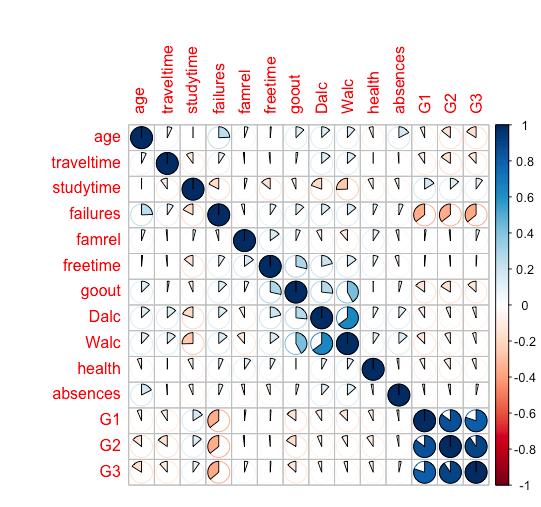 age traveltime studytime failures famrel freetime goout Dalc Walc health absences G1 G2 G3
age
traveltime
studytime
failures
famrel
freetime
goout
Dalc
Walc
health
absences
G1
G2
G3
1
0.8
0.6
0.4
0.2
0
-0.2
-0.4
-0.6
-0.8
-1